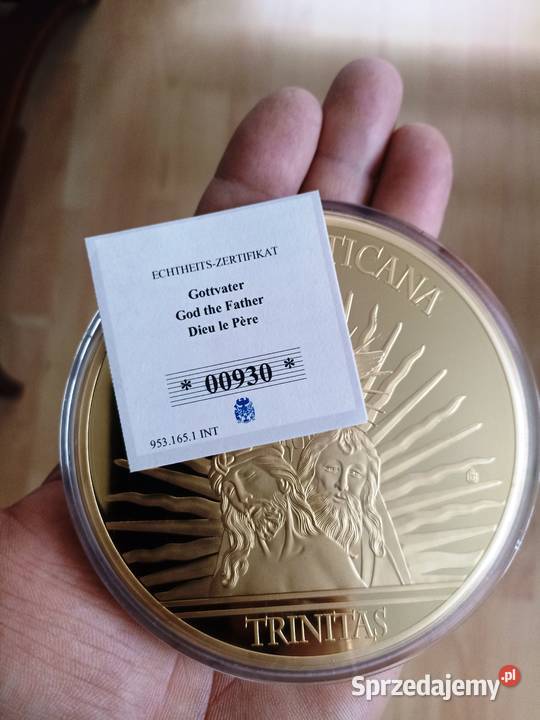 ECHTHEITS-ZERTIFIKAT
Gottvater
God the Father
Dieu le Père
* 00930 *
953.165.1 INT
TICANA
TRINITAS
Sprzedajemy.pl